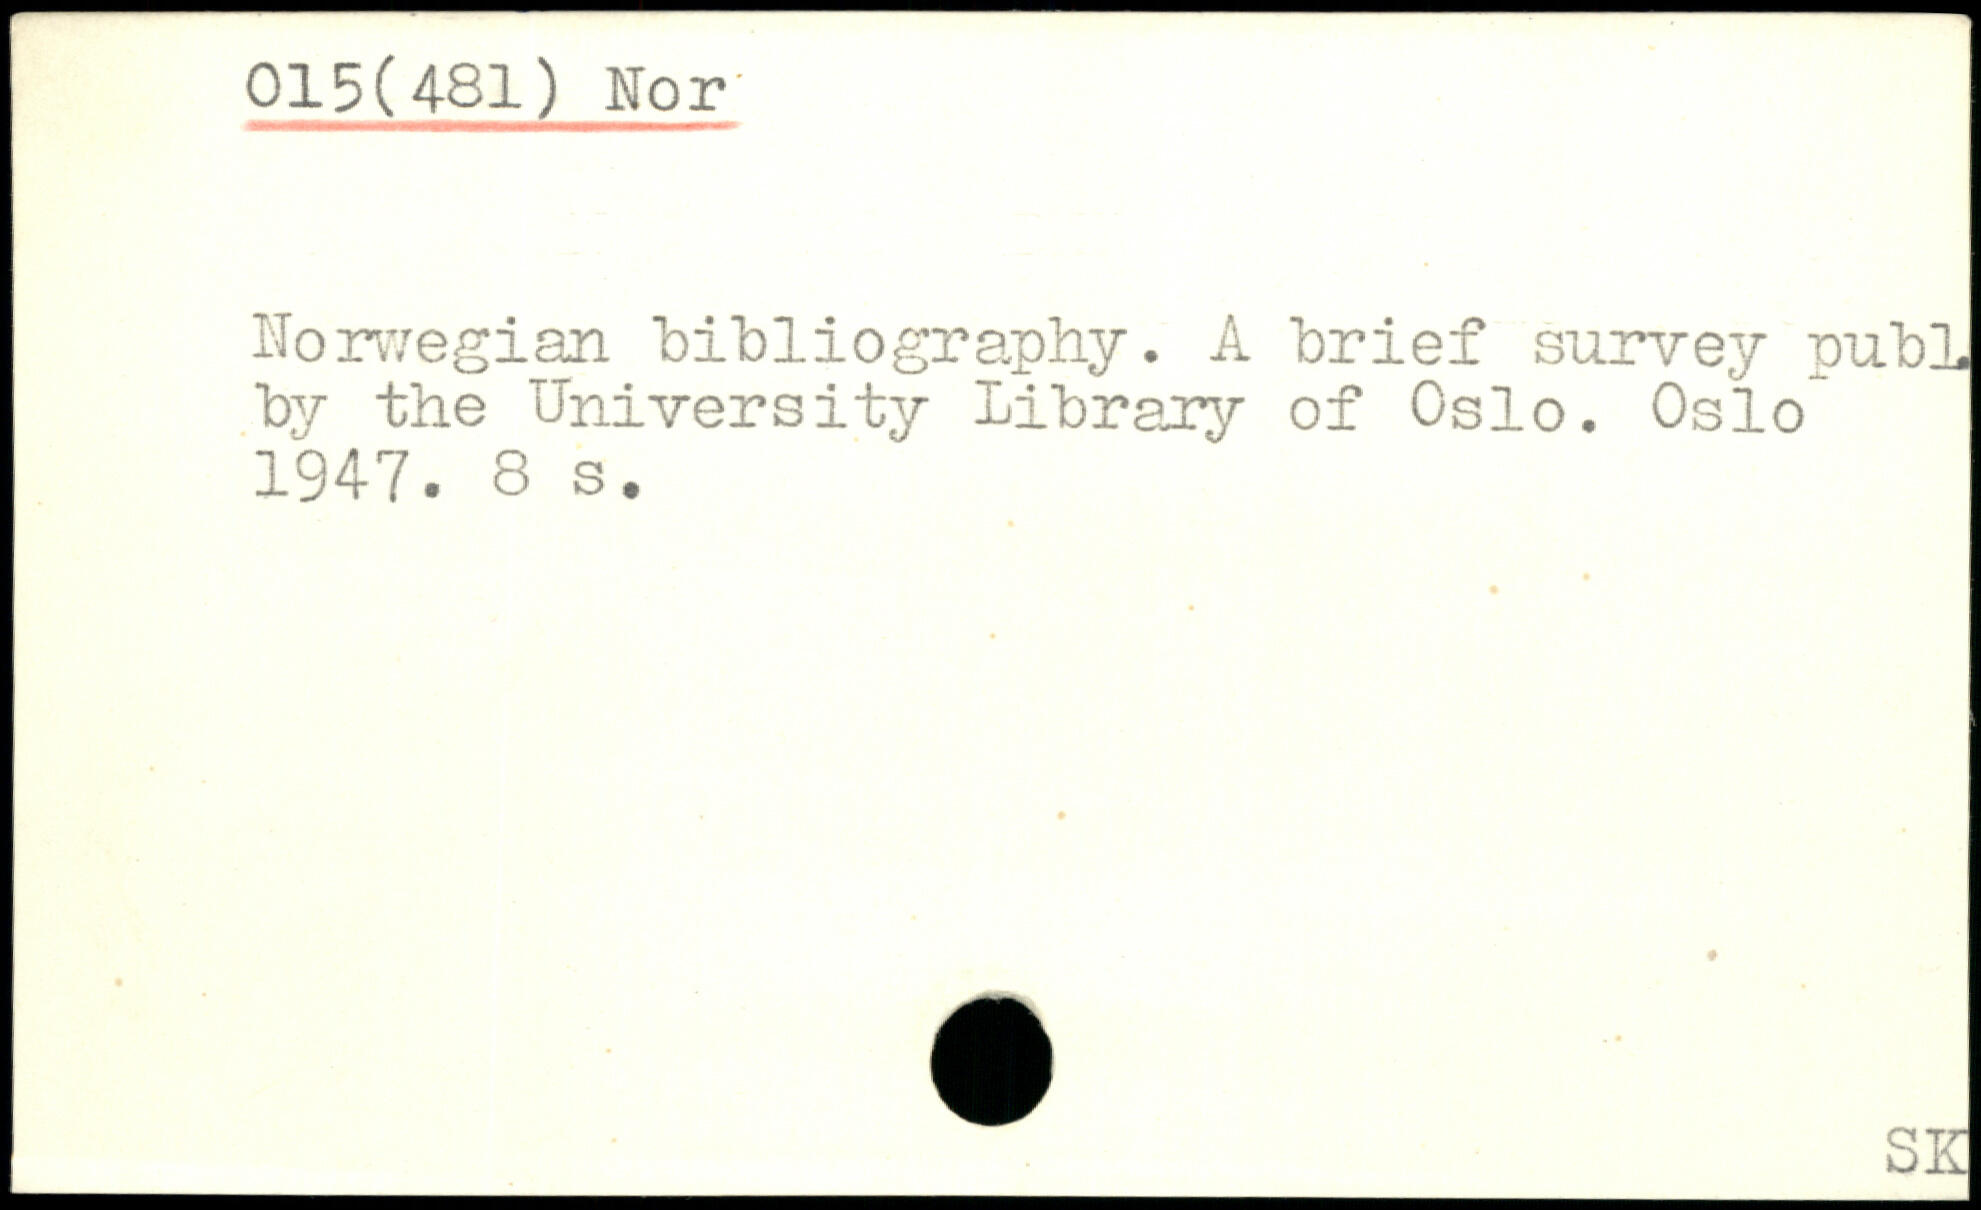 015(481) Nor
Norwegian bibliography. A brief survey publ.
by the University Library of Oslo. Oslo
1947. 8 s.
SK